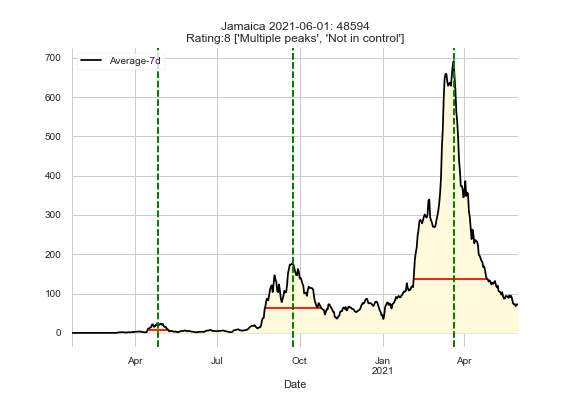 Jamaica 2021-06-01: 48594
Rating:8 ['Multiple peaks', 'Not in control']
Average-7d
700
600
500
400
300
200
100
0
Apr
Jul
Oct
Jan
2021
Apr
Date